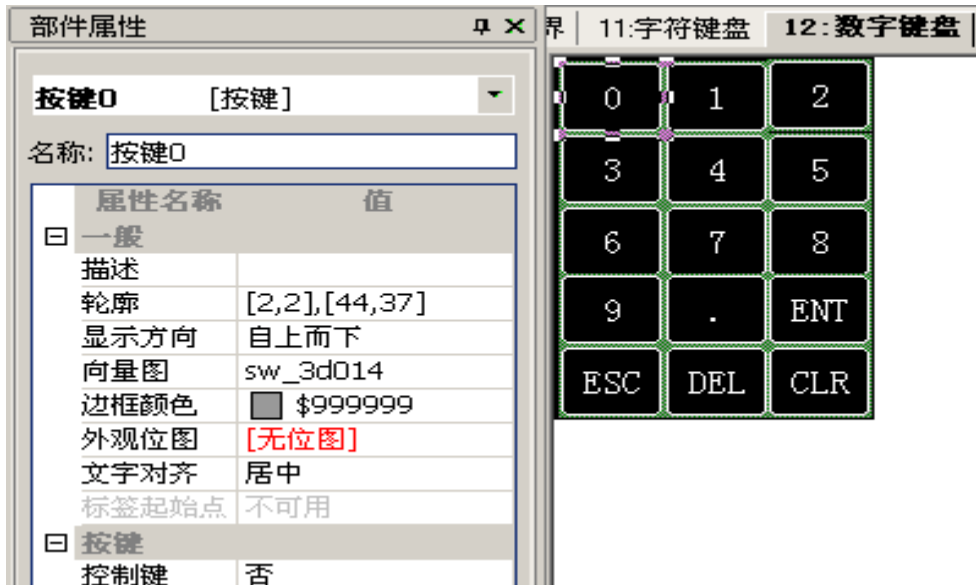 部件属性
界 11:字符键盘 12:数字键盘
按键0 [按键]
名称: 按键0
属性名称 值
一般
描述
轮廓 [2,2],[44,37]
显示方向 自上而下
向量图 sw_3d014
边框颜色 $999999
外观位图 [无位图]
文字对齐 居中
标签起始点 不可用
按键
控制键 否
0 1 2
3 4 5
6 7 8
9 . ENT
ESC DEL CLR